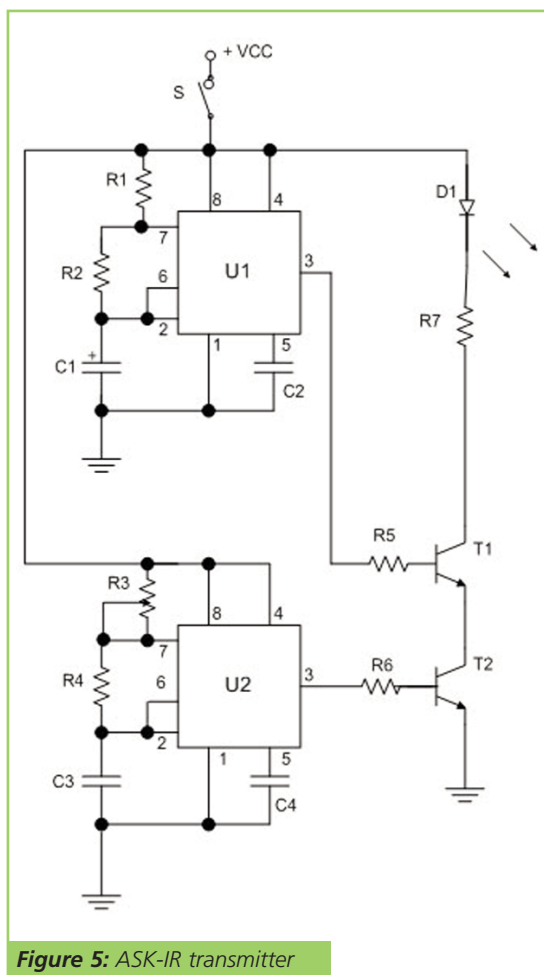 + VCC
S
R1
8
4
D1
7
R2
6
U1
3
2
R7
1
5
C1
+
C2
R5
T1
R3
8
4
7
R4
6
U2
3
R6
T2
2
1
5
C3
C4
Figure 5: ASK-IR transmitter